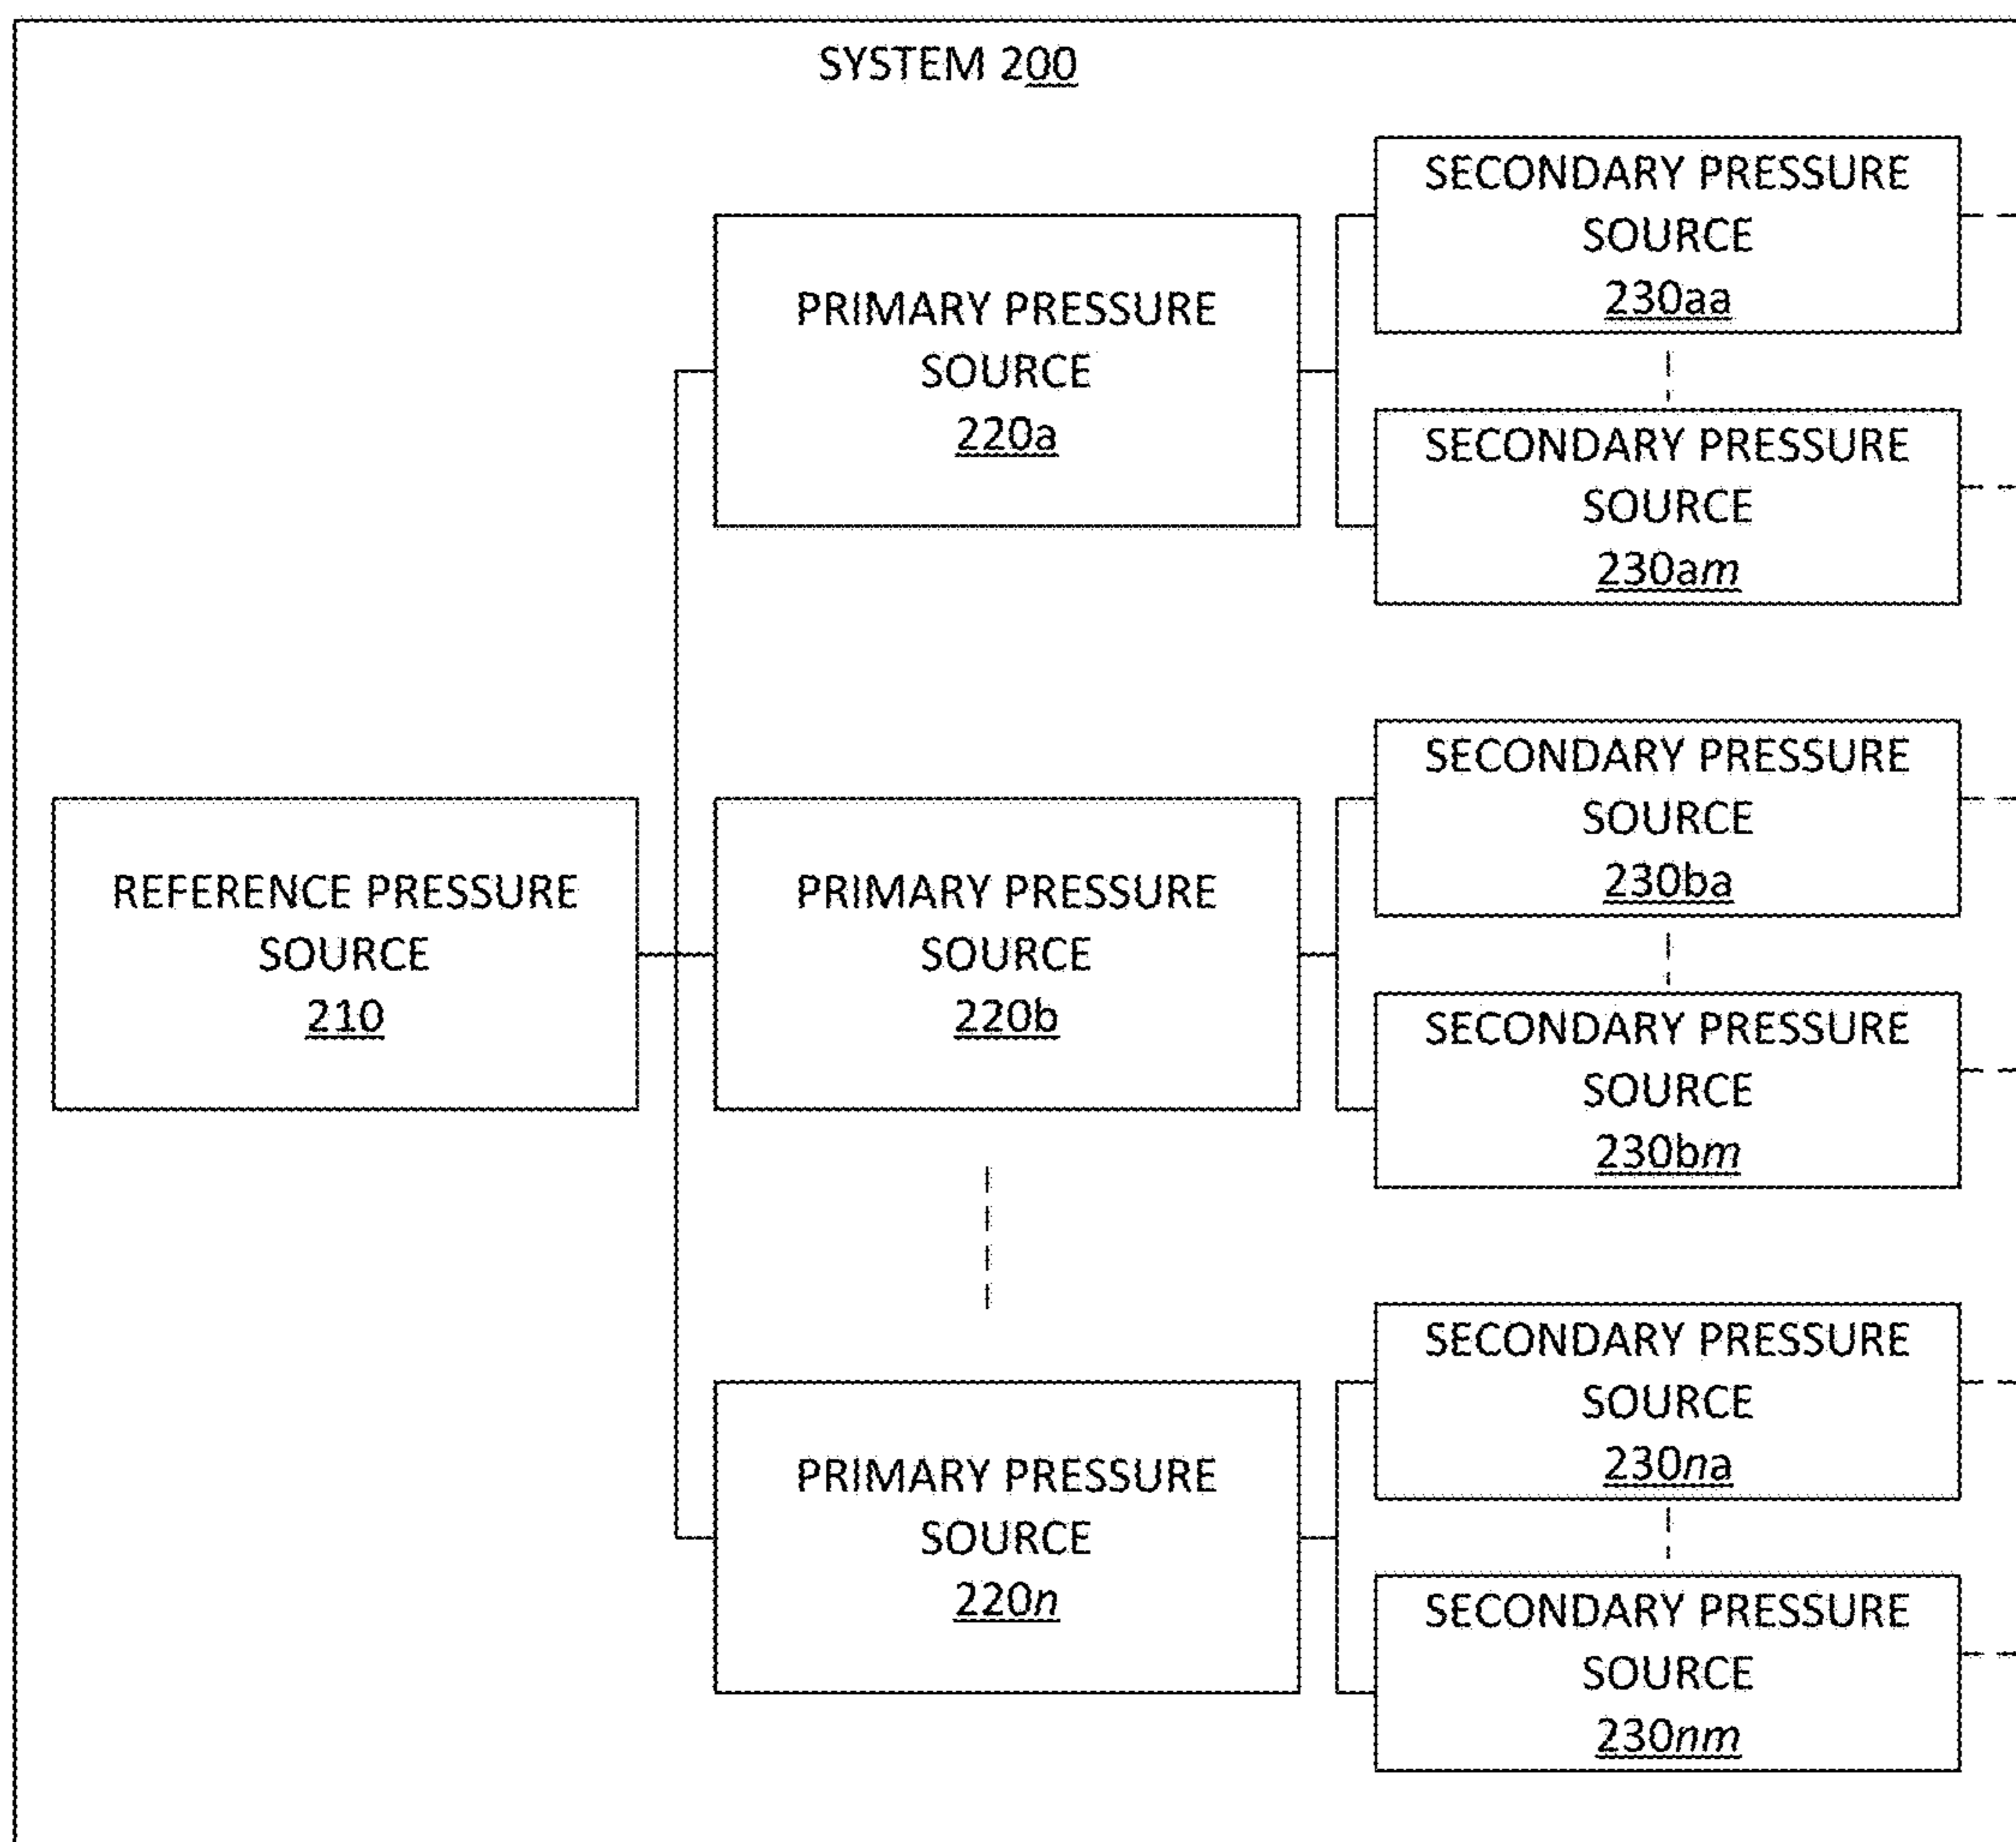 SYSTEM 200
SECONDARY PRESSURE
SOURCE
230aa
PRIMARY PRESSURE
SOURCE
220a
SECONDARY PRESSURE
SOURCE
230am
SECONDARY PRESSURE
SOURCE
230ba
REFERENCE PRESSURE
SOURCE
210
PRIMARY PRESSURE
SOURCE
220b
SECONDARY PRESSURE
SOURCE
230bm
SECONDARY PRESSURE
SOURCE
230na
PRIMARY PRESSURE
SOURCE
220n
SECONDARY PRESSURE
SOURCE
230nm